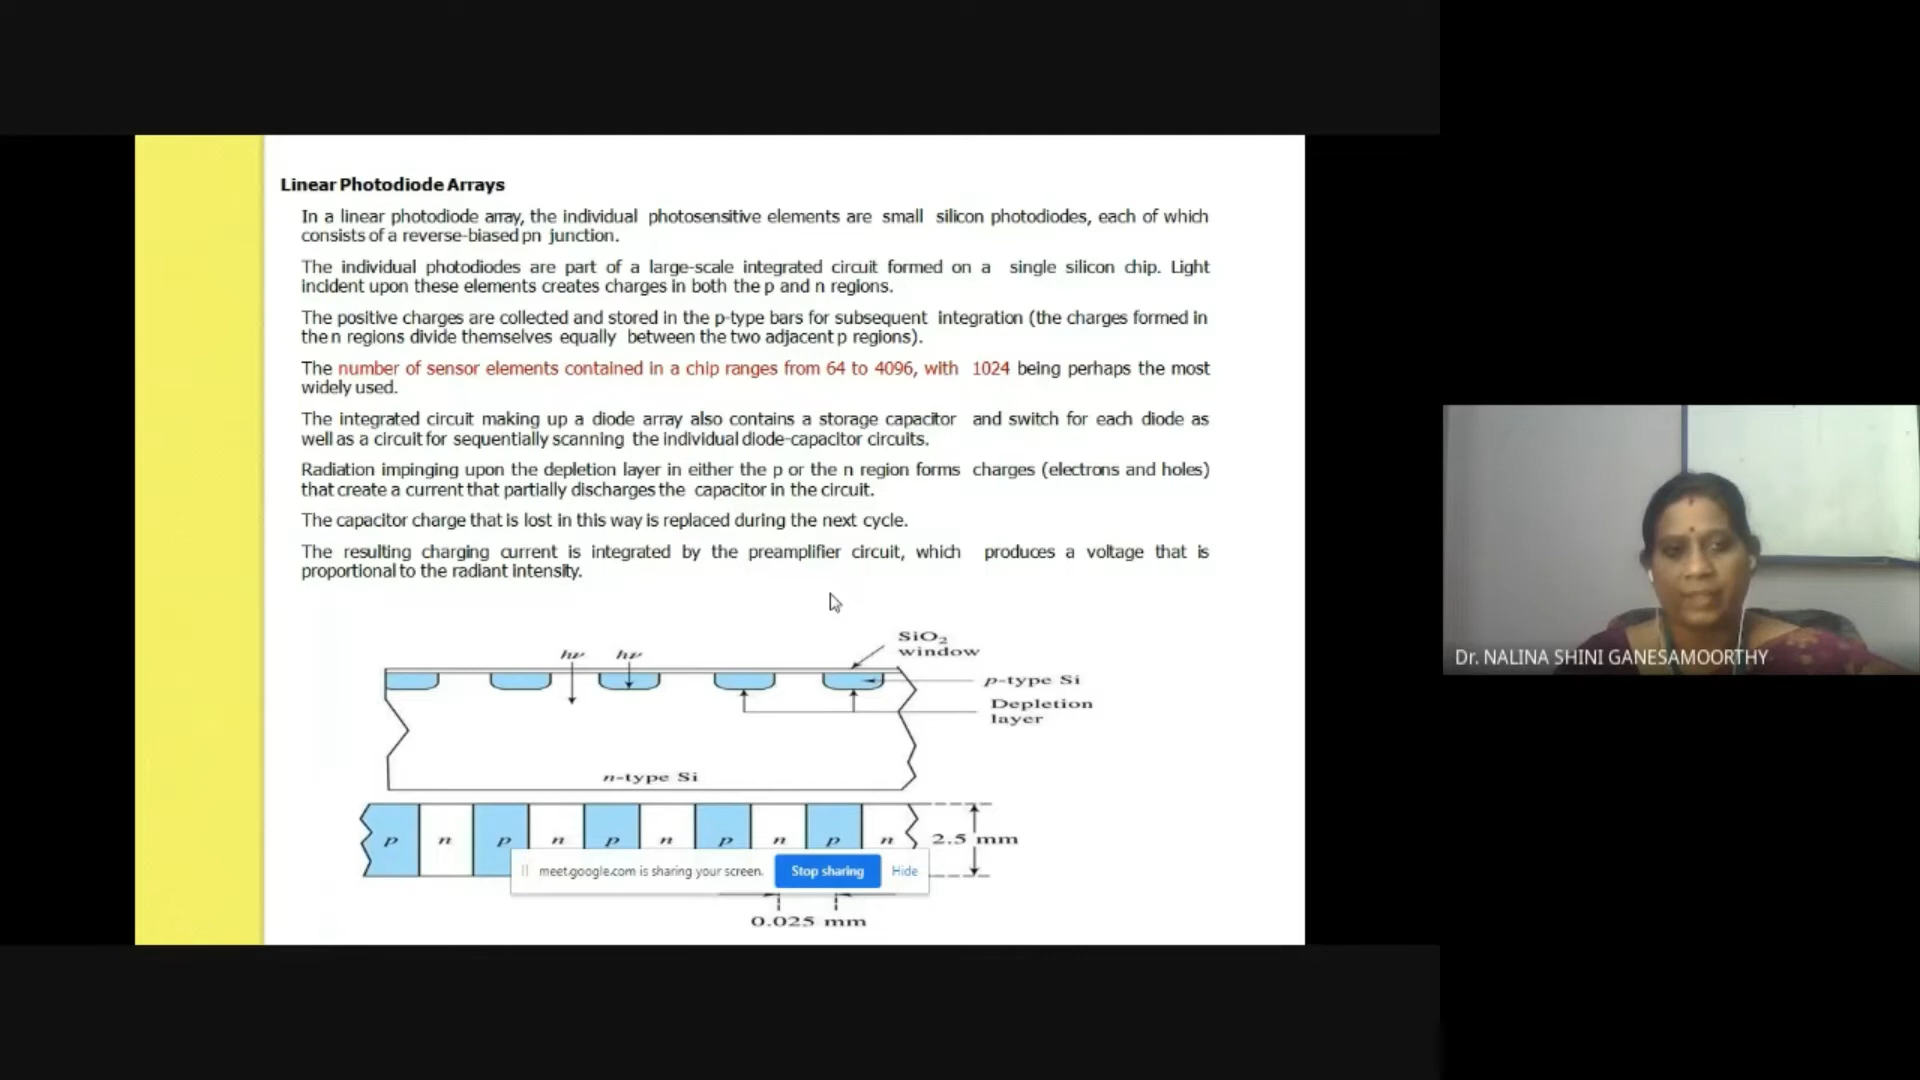 Linear Photodiode Arrays
In a linear photodiode array, the individual photosensitive elements are small silicon photodiodes, each of which
consists of a reverse-biased pn junction.
The individual photodiodes are part of a large-scale integrated circuit formed on a single silicon chip. Light
incident upon these elements creates charges in both the p and n regions.
The positive charges are collected and stored in the p-type bars for subsequent integration (the charges formed in
the n regions divide themselves equally between the two adjacent p regions).
The number of sensor elements contained in a chip ranges from 64 to 4096, with 1024 being perhaps the most
widely used.
The integrated circuit making up a diode array also contains a storage capacitor and switch for each diode as
well as a circuit for sequentially scanning the individual diode-capacitor circuits.
Radiation impinging upon the depletion layer in either the p or the n region forms charges (electrons and holes)
that create a current that partially discharges the capacitor in the circuit.
The capacitor charge that is lost in this way is replaced during the next cycle.
The resulting charging current is integrated by the preamplifier circuit, which produces a voltage that is
proportional to the radiant intensity.
SiO₂
window
hν hν
p-type Si
Depletion
layer
n-type Si
p n p n p n p n p n
2.5 mm
meet.google.com is sharing your screen. Stop sharing Hide
0.025 mm
Dr. NALINA SHINI GANESAMOORTHY